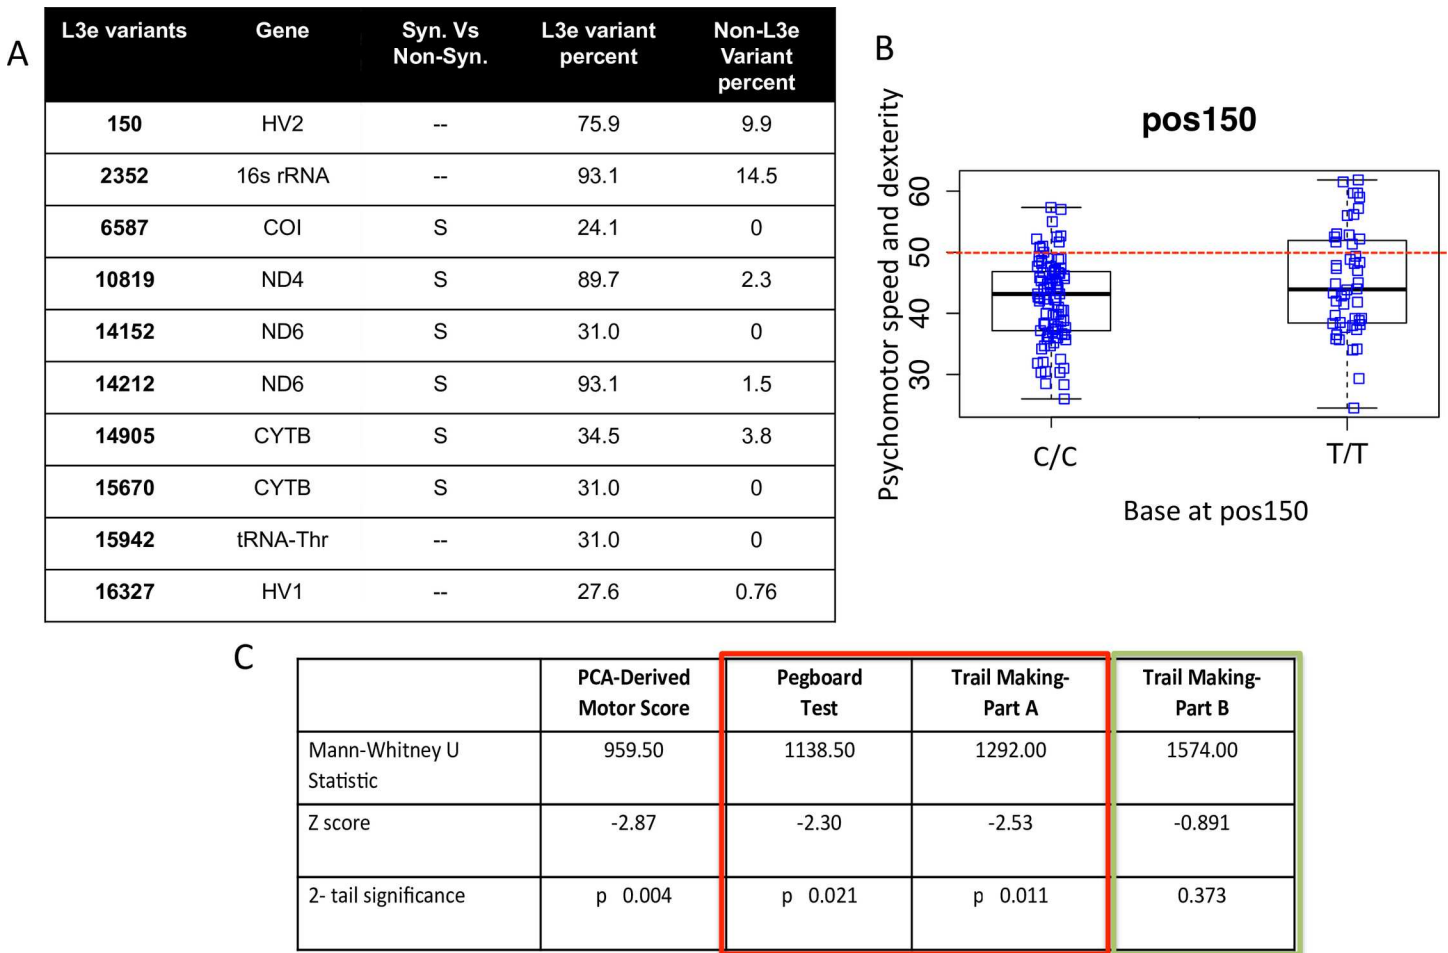 A
L3e variants Gene Syn. Vs Non-Syn. L3e variant percent Non-L3e Variant percent
150 HV2 -- 75.9 9.9
2352 16s rRNA -- 93.1 14.5
6587 COI S 24.1 0
10819 ND4 S 89.7 2.3
14152 ND6 S 31.0 0
14212 ND6 S 93.1 1.5
14905 CYTB S 34.5 3.8
15670 CYTB S 31.0 0
15942 tRNA-Thr -- 31.0 0
16327 HV1 -- 27.6 0.76
B
pos150
Psychomotor speed and dexterity
60
50
40
30
C/C T/T
Base at pos150
C
PCA-Derived Motor Score Pegboard Test Trail Making- Part A Trail Making- Part B
Mann-Whitney U Statistic 959.50 1138.50 1292.00 1574.00
Z score -2.87 -2.30 -2.53 -0.891
2- tail significance p 0.004 p 0.021 p 0.011 0.373